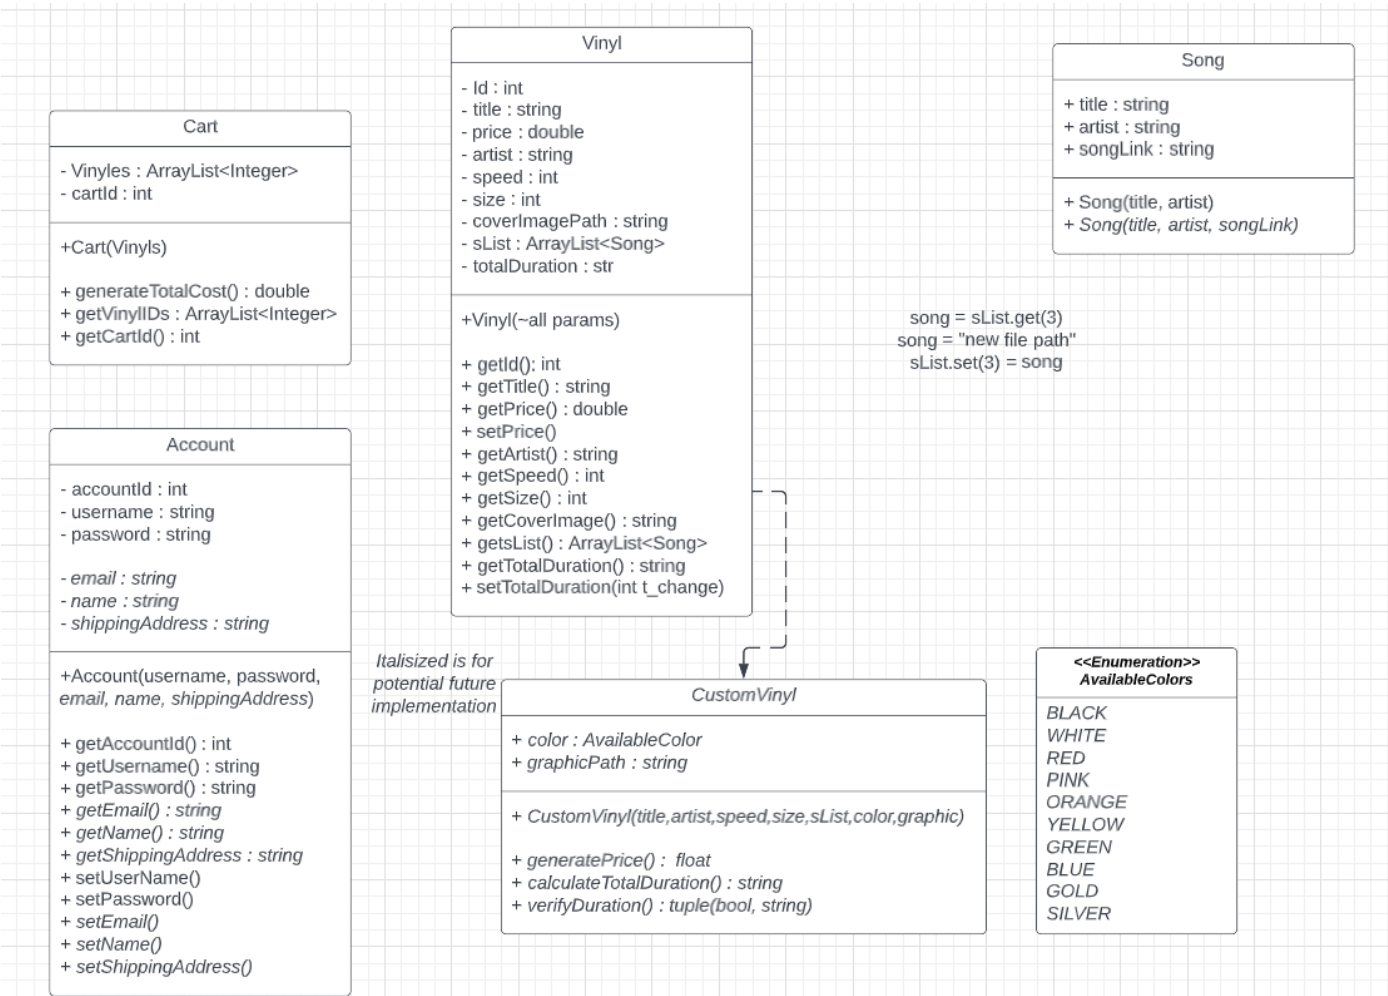 Cart
- Vinyles : ArrayList<Integer>
- cartId : int
+Cart(Vinyls)
+ generateTotalCost() : double
+ getVinylIDs : ArrayList<Integer>
+ getCartId() : int
Account
- accountId : int
- username : string
- password : string
- email : string
- name : string
- shippingAddress : string
+Account(username, password,
email, name, shippingAddress)
+ getAccountId() : int
+ getUsername() : string
+ getPassword() : string
+ getEmail() : string
+ getName() : string
+ getShippingAddress : string
+ setUserName()
+ setPassword()
+ setEmail()
+ setName()
+ setShippingAddress()
Vinyl
- Id : int
- title : string
- price : double
- artist : string
- speed : int
- size : int
- coverImagePath : string
- sList : ArrayList<Song>
- totalDuration : str
+Vinyl(~all params)
+ getId(): int
+ getTitle() : string
+ getPrice() : double
+ setPrice()
+ getArtist() : string
+ getSpeed() : int
+ getSize() : int
+ getCoverImage() : string
+ getsList() : ArrayList<Song>
+ getTotalDuration() : string
+ setTotalDuration(int t_change)
Song
+ title : string
+ artist : string
+ songLink : string
+ Song(title, artist)
+ Song(title, artist, songLink)
song = sList.get(3)
song = "new file path"
sList.set(3) = song
Italisized is for
potential future
implementation
CustomVinyl
+ color : AvailableColor
+ graphicPath : string
+ CustomVinyl(title,artist,speed,size,sList,color,graphic)
+ generatePrice() : float
+ calculateTotalDuration() : string
+ verifyDuration() : tuple(bool, string)
<<Enumeration>>
AvailableColors
BLACK
WHITE
RED
PINK
ORANGE
YELLOW
GREEN
BLUE
GOLD
SILVER